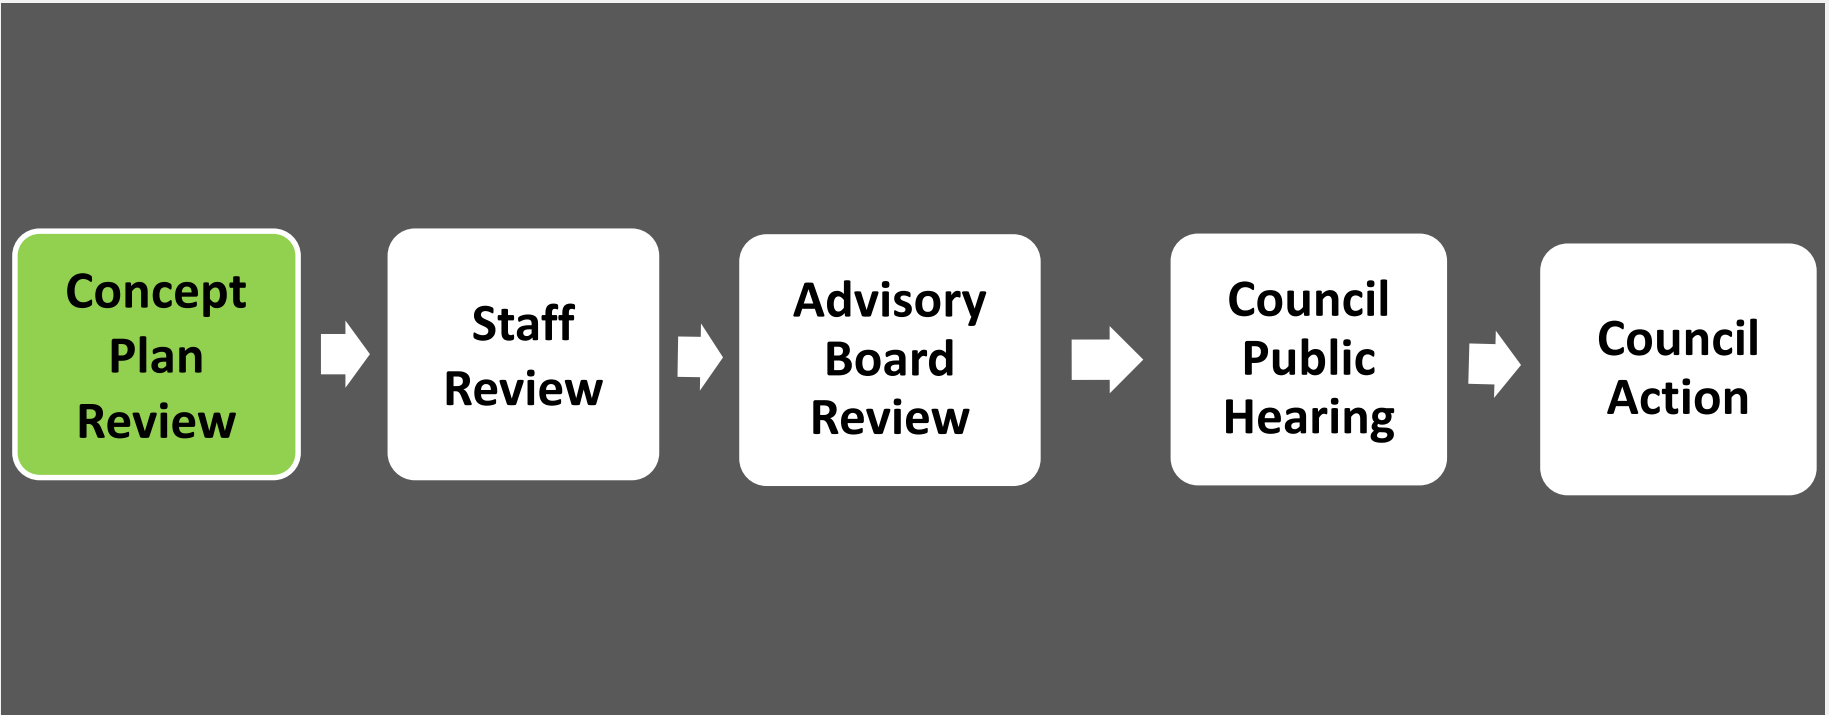 Concept
Plan
Review
Staff
Review
Advisory
Board
Review
Council
Public
Hearing
Council
Action